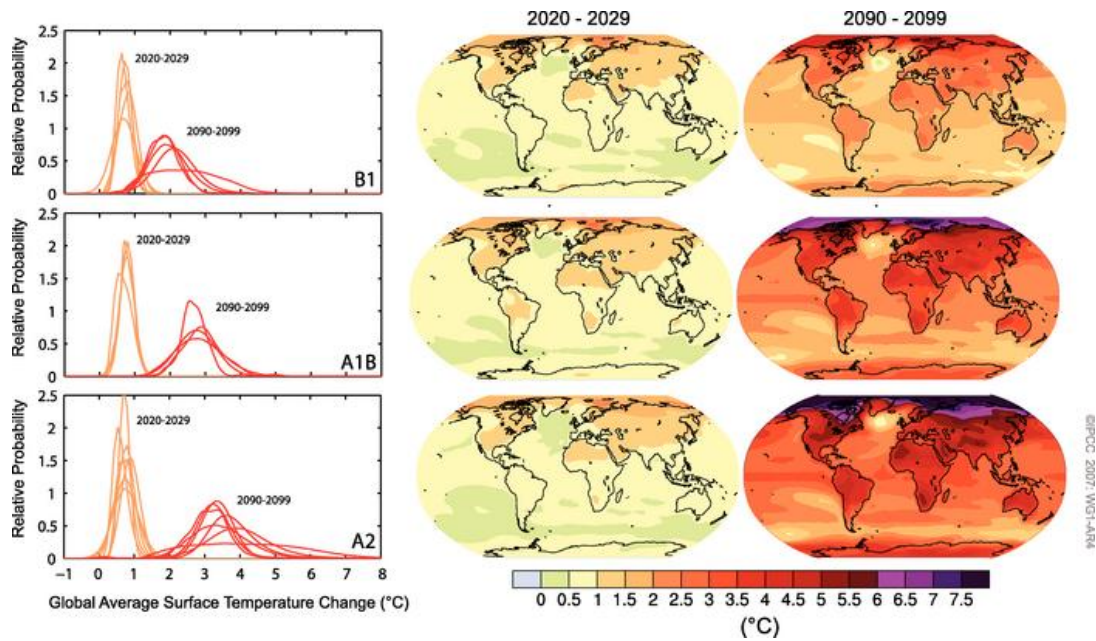 2020 - 2029
2090 - 2099
Relative Probability
2.5
2
1.5
1
0.5
0
2020-2029
2090-2099
B1
Relative Probability
2.5
2
1.5
1
0.5
0
2020-2029
2090-2099
A1B
Relative Probability
2.5
2
1.5
1
0.5
0
2020-2029
2090-2099
A2
−1 0 1 2 3 4 5 6 7 8
Global Average Surface Temperature Change (°C)
0 0.5 1 1.5 2 2.5 3 3.5 4 4.5 5 5.5 6 6.5 7 7.5
(°C)
©IPCC 2007: WG1-AR4